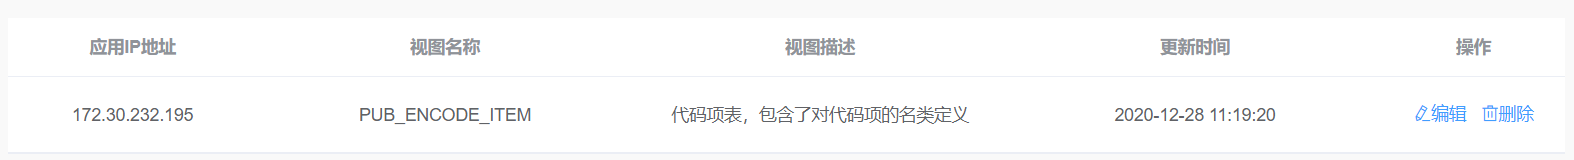 应用IP地址 视图名称 视图描述 更新时间 操作
172.30.232.195 PUB_ENCODE_ITEM 代码项表，包含了对代码项的名类定义 2020-12-28 11:19:20 编辑 删除